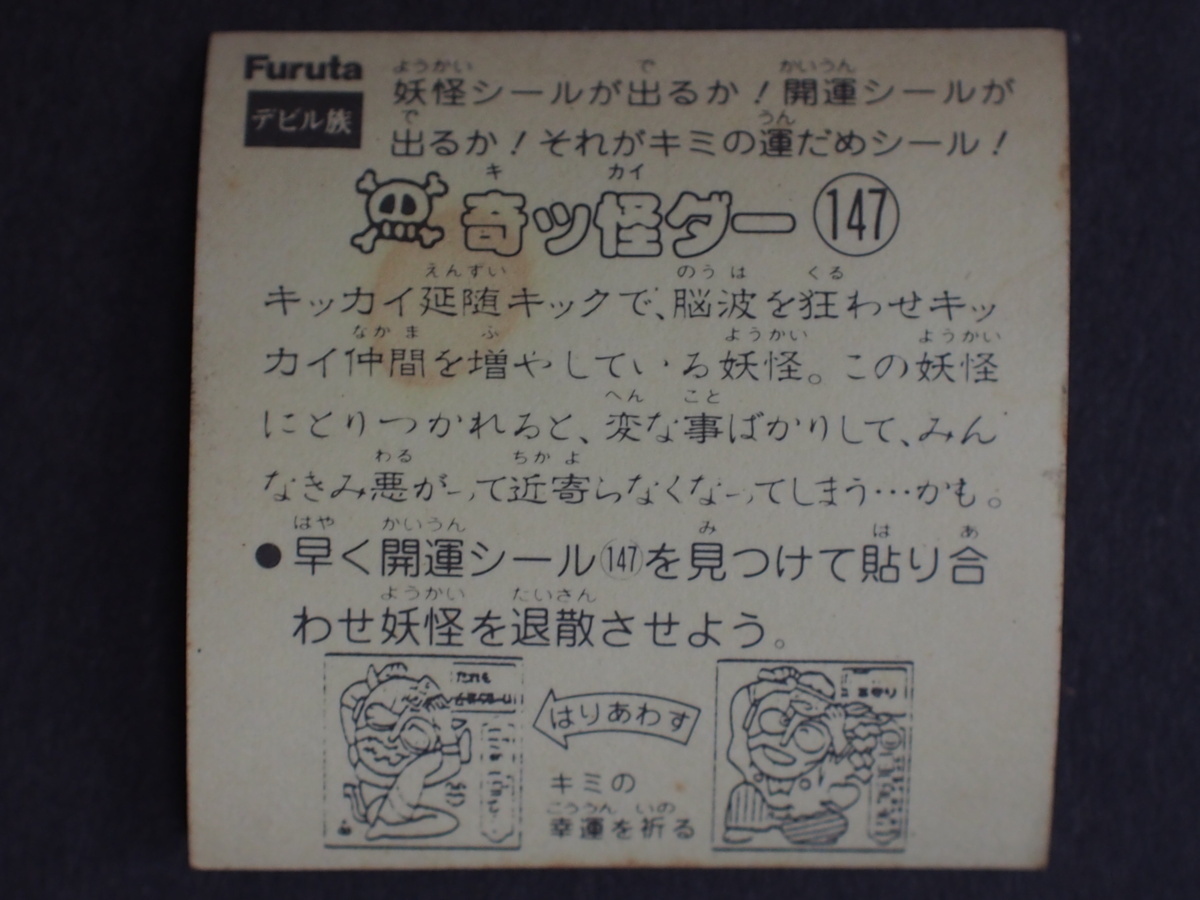 Furuta
デビル族
妖怪シールが出るか！開運シールが
出るか！それがキミの運だめシール！
奇ッ怪ダー 147
キッカイ延随キックで、脳波を狂わせキッ
カイ仲間を増やしている妖怪。この妖怪
にとりつかれると、変な事ばかりして、みん
なきみ悪がって近寄らなくなってしまう…かも。
●早く開運シール147を見つけて貼り合
わせ妖怪を退散させよう。
はりあわす
キミの
幸運を祈る